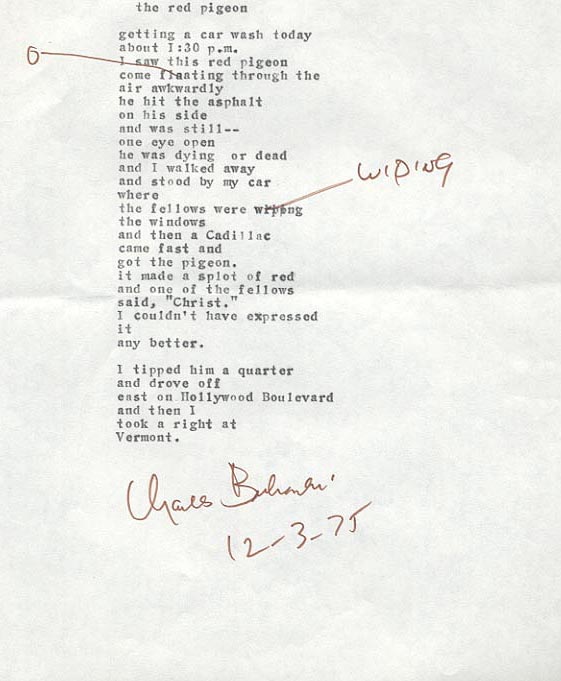 the red pigeon
getting a car wash today
about 1:30 p.m.
O
I saw this red pigeon
come flaating through the
air awkwardly
he hit the asphalt
on his side
and was still--
one eye open
he was dying or dead
and I walked away
WIPING
and stood by my car
where
the fellows were wippng
the windows
and then a Cadillac
came fast and
got the pigeon.
it made a splot of red
and one of the fellows
said, "Christ."
I couldn't have expressed
it
any better.
I tipped him a quarter
and drove off
east on Hollywood Boulevard
and then I
took a right at
Vermont.
Charles Bukowski
12-3-75